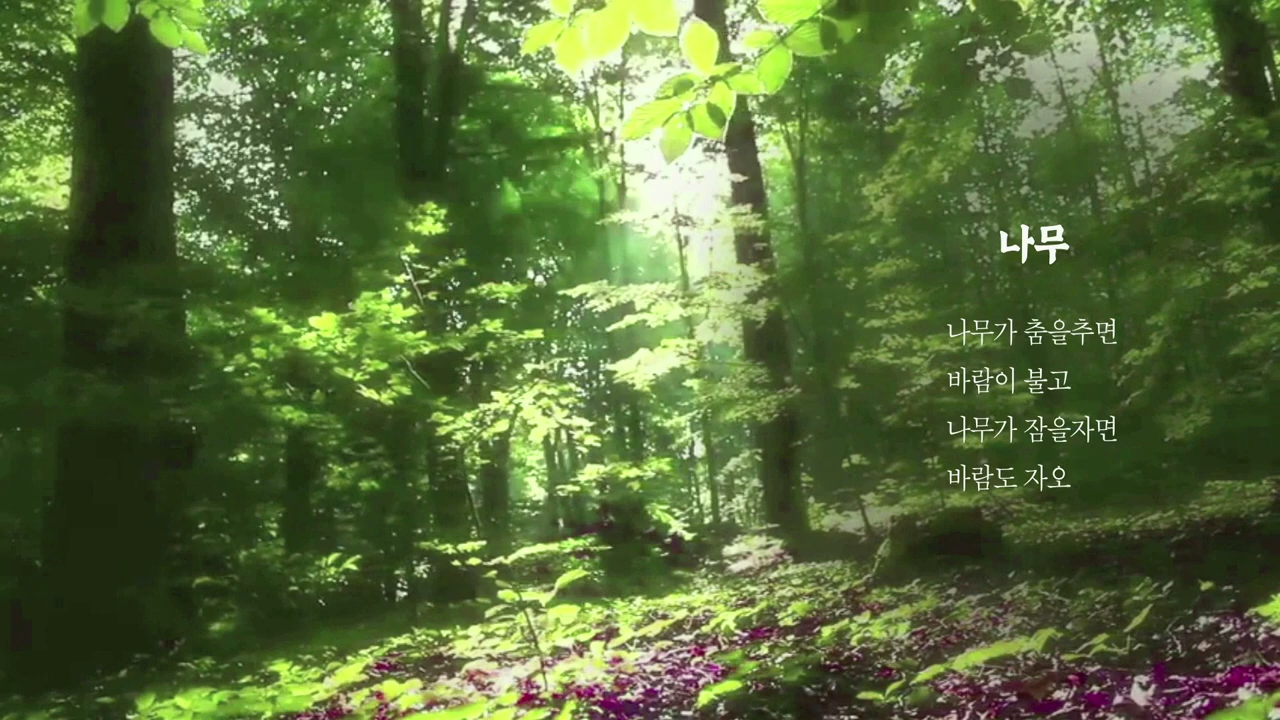 나무
나무가 춤을추면
바람이 불고
나무가 잠을자면
바람도 자오